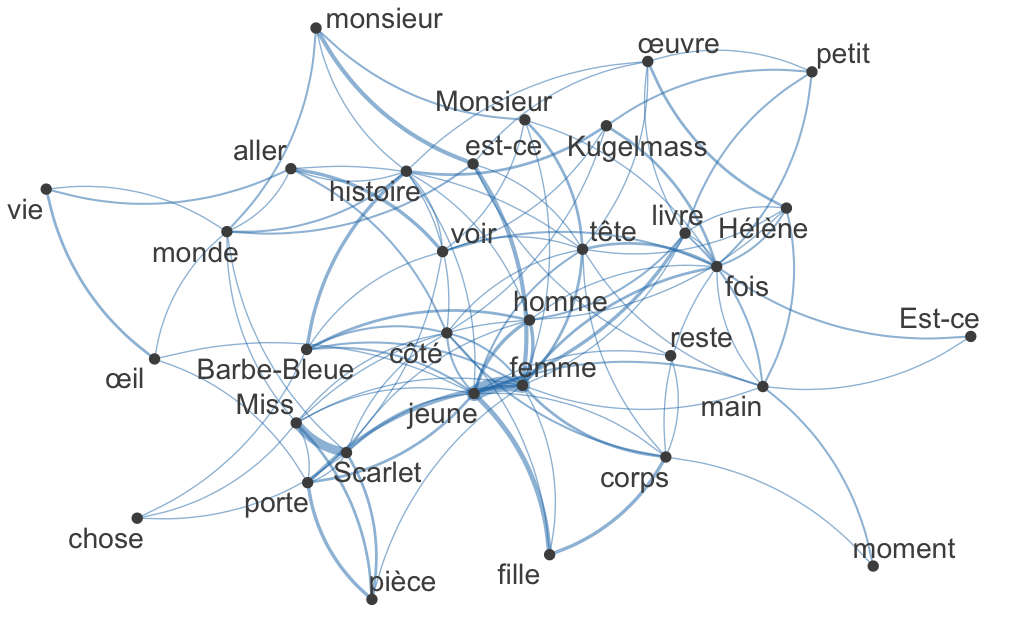 monsieur
œuvre
petit
Monsieur
est-ce
Kugelmass
aller
histoire
vie
monde
voir
tête
livre
Hélène
fois
homme
Est-ce
reste
côté
femme
Barbe-Bleue
œil
Miss
jeune
main
Scarlet
corps
porte
chose
moment
pièce
fille